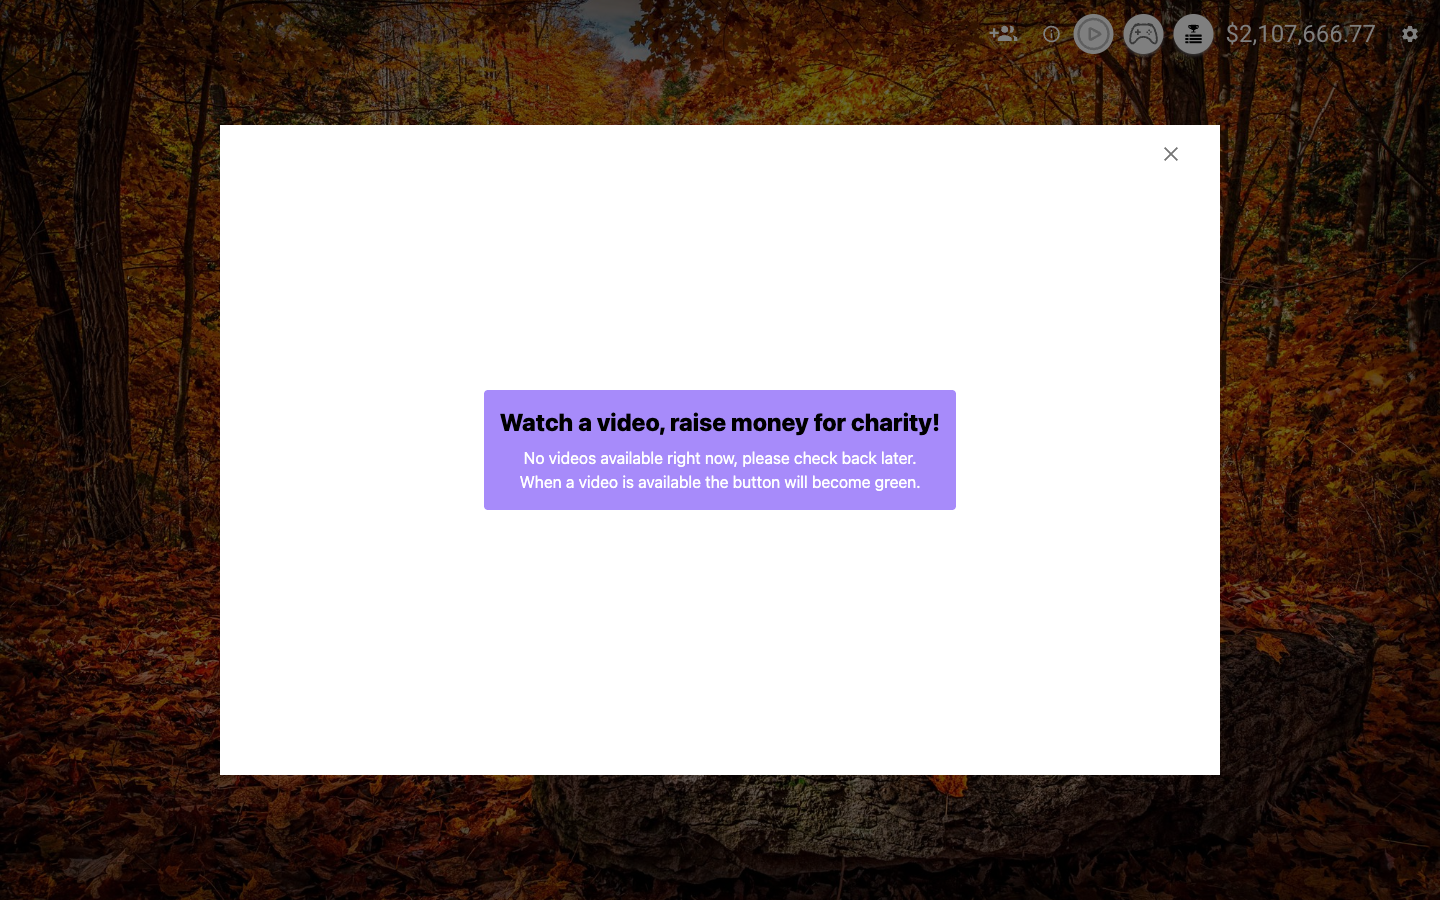 $2,107,666.77
Watch a video, raise money for charity!
No videos available right now, please check back later.
When a video is available the button will become green.